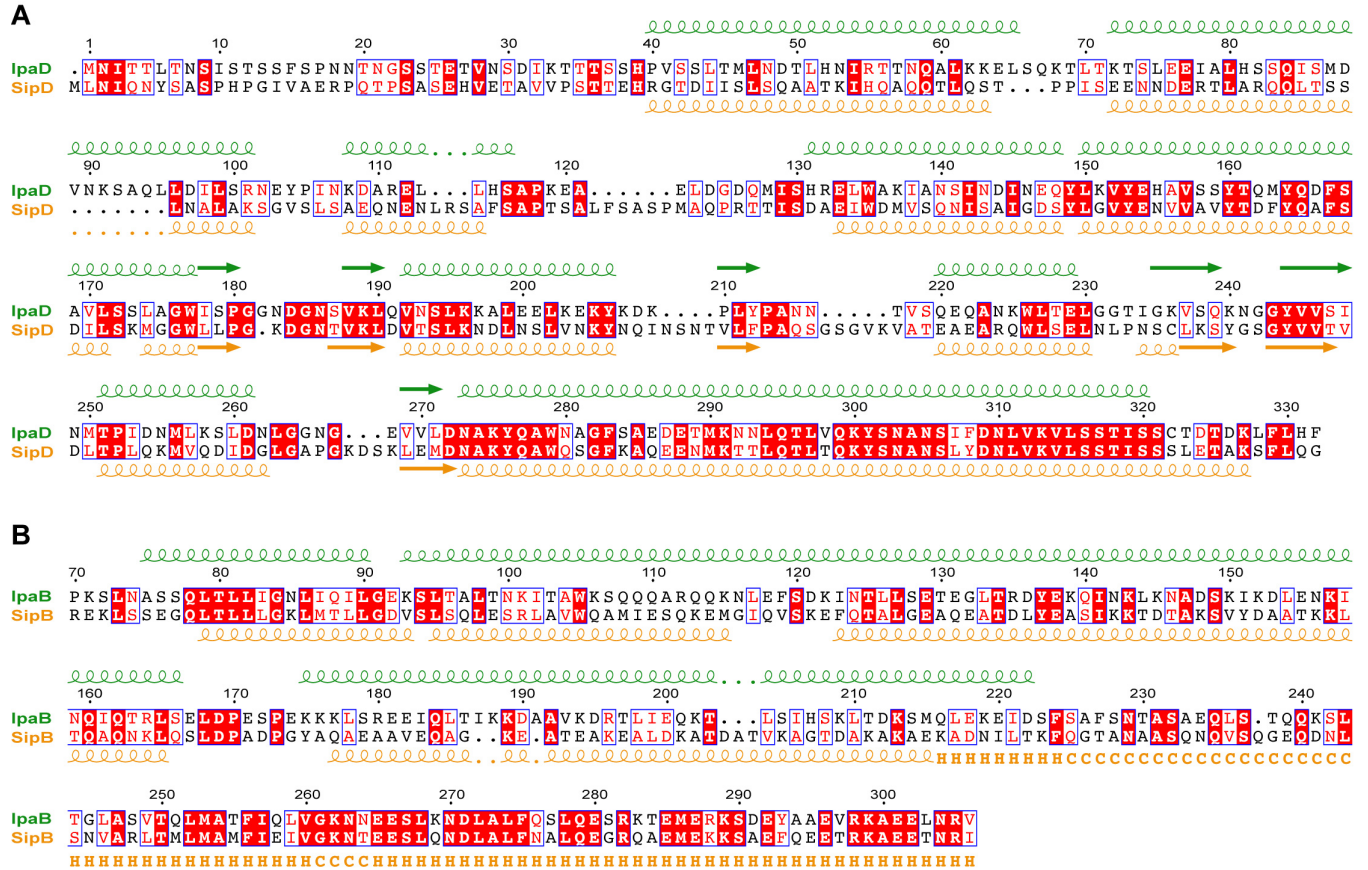 A
1 10 20 30 40 50 60 70 80
IpaD .MNITTLTNSISTSSFSPNNTNGSSTETVNSDIKTTTSSHPVSSLTMLNDTLHNIRTTNQALKKELSQKTLTKTSLEEIALHSSQISMD
SipD MLNIQNYSASPHPGIVAERPQTPSASEHVETAVVPSTTEHRGTDIISLSQAATKIHQAQQTLQST...PPISEENNDERTLARQQLTSS
90 100 110 120 130 140 150 160
IpaD VNKSAQLLDILSRNEYPINKDAREL...LHSAPKEA......ELDGDQMISHRELWAKIANSINDINEQYLKVYEHAVSSYTQMYQDFS
SipD .......LNALAKSGVSLSAEQNENLRSAFSAPTSALFSASPMAQPRTTISDAEIWDMVSQNISAIGDSYLGVYENVVAVYTDFYQAFS
170 180 190 200 210 220 230 240
IpaD AVLSSLAGWISPGGNDGNSVKLQVNSLKKALEELKEKYKDK....PLYPANN.....TVSQEQANKWLTELGGTIGKVSQKNGGYVVSI
SipD DILSKMGGWLLPG.KDGNTVKLDVTSLKNDLNSLVNKYNQINSNTVLFPAQSGSGVKVATEAEARQWLSELNLPNSCLKSYGSGYVVTV
250 260 270 280 290 300 310 320 330
IpaD NMTPIDNMLKSLDNLGGNG...EVVLDNAKYQAWNAGFSAEDETMKNNLQTLVQKYSNANSIFDNLVKVLSSTISSCTDTDKLFLHF
SipD DLTPLQKMVQDIDGLGAPGKDSKLEMDNAKYQAWQSGFKAQEENMKTTLQTLTQKYSNANSLYDNLVKVLSSTISSSLETAKSFLQG
B
70 80 90 100 110 120 130 140 150
IpaB PKSLNASSQLTLLIGNLIQILGEKSLTALTNKITAWKSQQQARQQKNLEFSDKINTLLSETEGLTRDYEKQINKLKNADSKIKDLENKI
SipB REKLSSEGQLTLLLGKLMTLLGDVSLSQLESRLAVWQAMIESQKEMGIQVSKEFQTALGEAQEATDLYEASIKKTDTAKSVYDAATKKL
160 170 180 190 200 210 220 230 240
IpaB NQIQTRLSELDPESPEKKKLSREEIQLTIKKDAAVKDRTLIEQKT...LSIHSKLTDKSMQLEKEIDSFSAFSNTASAEQLS.TQQKSL
SipB TQAQNKLQSLDPADPGYAQAEAAVEQAG..KE.ATEAKEALDKATDATVKAGTDAKAKAEKADNILTKFQGTANAASQNQVSQGEQDNL
HHHHHHHHHCCCCCCCCCCCCCCCCCCCC
250 260 270 280 290 300
IpaB TGLASVTQLMATFIQLVGKNNEESLKNDLALFQSLQESRKTEMERKSDEYAAEVRKAEELNRV
SipB SNVARLTMLMAMFIEIVGKNTEESLQNDLALFNALQEGRQAEMEKKSAEFQEETRKAEETNRI
HHHHHHHHHHHHHHHHHCCCCHHHHHHHHHHHHHHHHHHHHHHHHHHHHHHHHHHHHHHHHHH